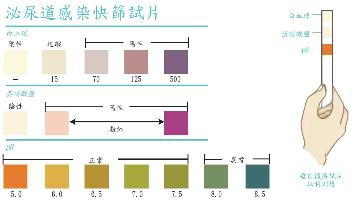 泌尿道感染快篩試片
白血球
陰性
微量
陽性
–
15
70
125
500
亞硝酸鹽
陰性
陽性
粉紅
pH
正常
異常
5.0
6.0
6.5
7.0
7.5
8.0
8.5
白血球
亞硝酸鹽
pH